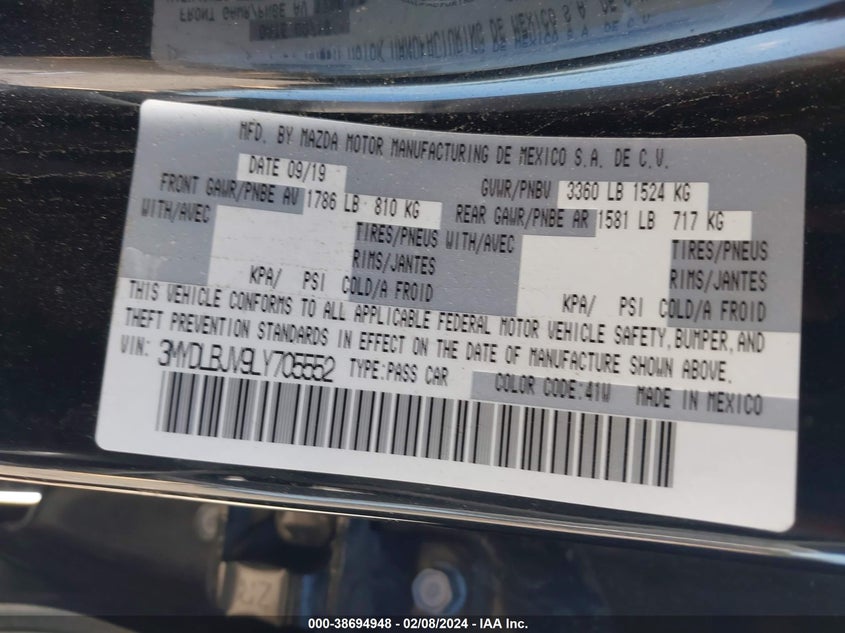 MFD. BY MAZDA MOTOR MANUFACTURING DE MEXICO S.A. DE C.V.
DATE 09/19 GVWR/PNBV 3360 LB 1524 KG
FRONT GAWR/PNBE AV 1786 LB 810 KG REAR GAWR/PNBE AR 1581 LB 717 KG
WITH/AVEC TIRES/PNEUS WITH/AVEC TIRES/PNEUS
RIMS/JANTES RIMS/JANTES
KPA/ PSI COLD/A FROID KPA/ PSI COLD/A FROID
THIS VEHICLE CONFORMS TO ALL APPLICABLE FEDERAL MOTOR VEHICLE SAFETY, BUMPER, AND
THEFT PREVENTION STANDARDS IN EFFECT ON THE DATE OF MANUFACTURE SHOWN ABOVE.
VIN: 3MYDLBJV9LY705552 TYPE:PASS CAR
COLOR CODE:41W MADE IN MEXICO
000-38694948 - 02/08/2024 - IAA Inc.